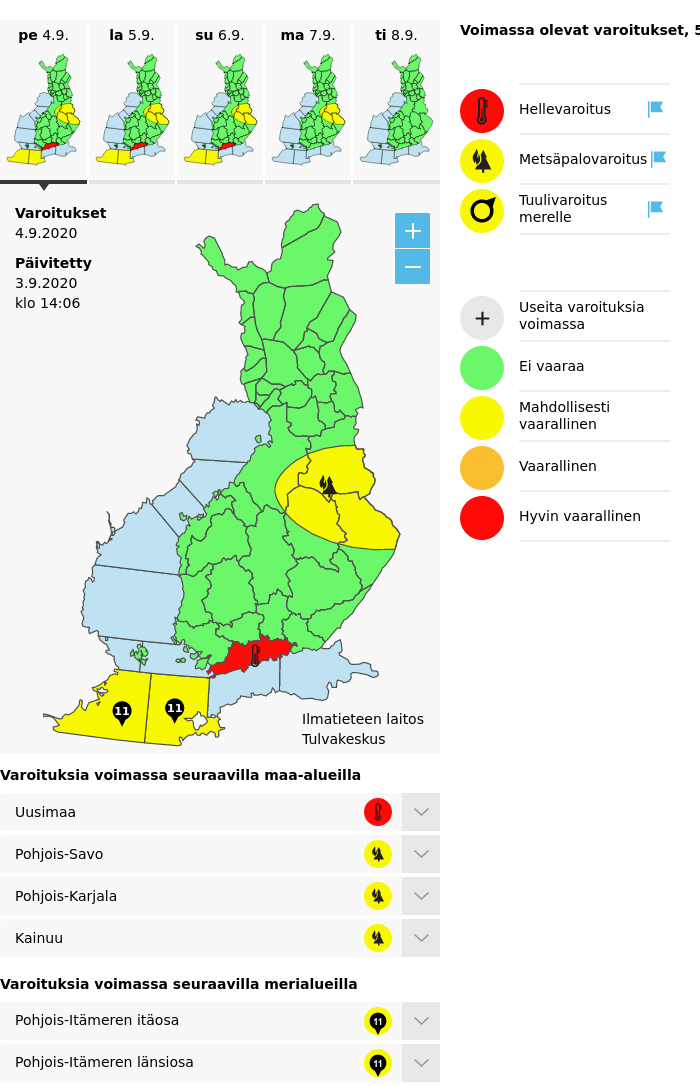 pe 4.9.
la 5.9.
su 6.9.
ma 7.9.
ti 8.9.
Varoitukset
4.9.2020
Päivitetty
3.9.2020
klo 14:06
+
−
11
11
Ilmatieteen laitos
Tulvakeskus
Voimassa olevat varoitukset, 5
Hellevaroitus
Metsäpalovaroitus
Tuulivaroitus
merelle
+
Useita varoituksia
voimassa
Ei vaaraa
Mahdollisesti
vaarallinen
Vaarallinen
Hyvin vaarallinen
Varoituksia voimassa seuraavilla maa-alueilla
Uusimaa
Pohjois-Savo
Pohjois-Karjala
Kainuu
Varoituksia voimassa seuraavilla merialueilla
Pohjois-Itämeren itäosa
11
Pohjois-Itämeren länsiosa
11